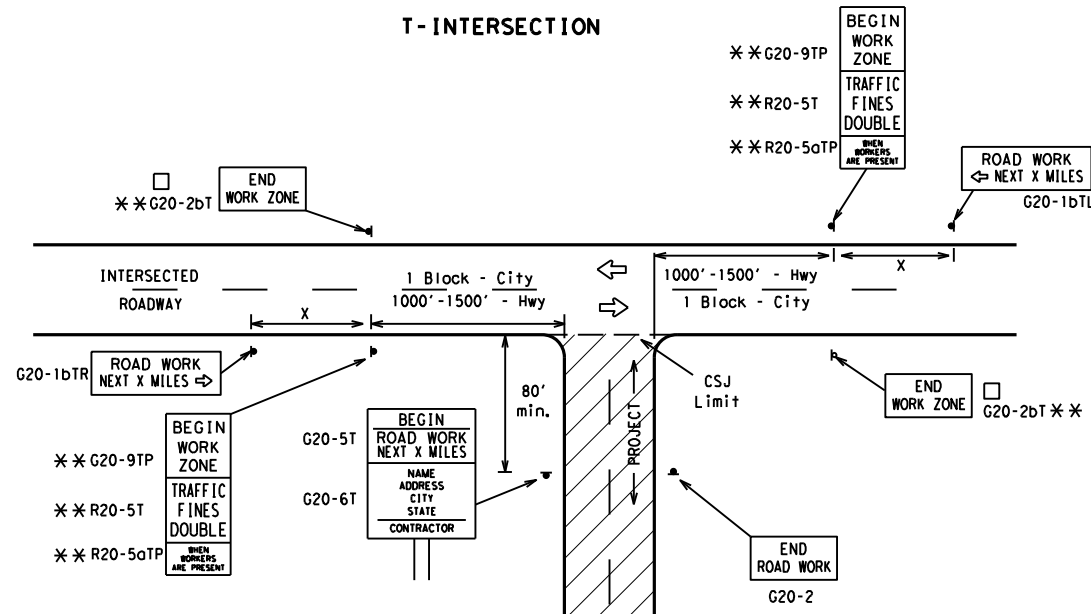 T-INTERSECTION
BEGIN
WORK
ZONE
TRAFFIC
FINES
DOUBLE
WHEN
WORKERS
ARE PRESENT
**G20-9TP
**R20-5T
**R20-5aTP
ROAD WORK
⇦ NEXT X MILES
G20-1bTL
□
**G20-2bT
END
WORK ZONE
INTERSECTED
ROADWAY
1 Block - City
1000'-1500' - Hwy
X
1000'-1500' - Hwy
1 Block - City
X
G20-1bTR
ROAD WORK
NEXT X MILES ⇨
80'
min.
CSJ
Limit
PROJECT
END
WORK ZONE
□
G20-2bT **
**G20-9TP
**R20-5T
**R20-5aTP
BEGIN
WORK
ZONE
TRAFFIC
FINES
DOUBLE
WHEN
WORKERS
ARE PRESENT
G20-5T
G20-6T
BEGIN
ROAD WORK
NEXT X MILES
NAME
ADDRESS
CITY
STATE
CONTRACTOR
END
ROAD WORK
G20-2